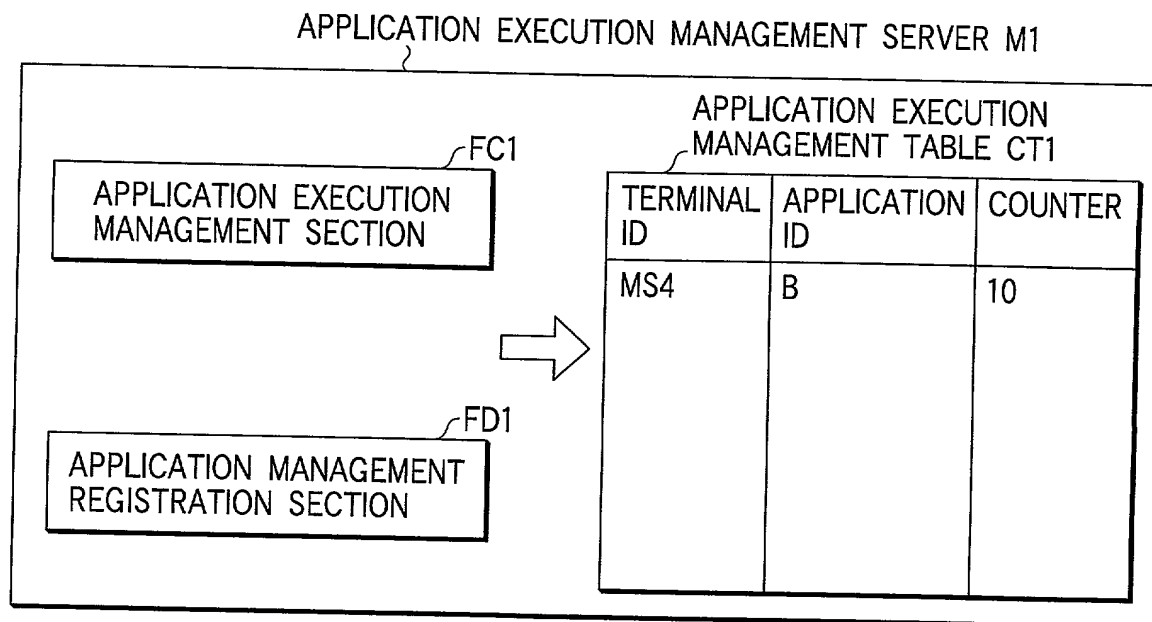 APPLICATION EXECUTION MANAGEMENT SERVER M1
FC1
APPLICATION EXECUTION
MANAGEMENT SECTION
FD1
APPLICATION MANAGEMENT
REGISTRATION SECTION
APPLICATION EXECUTION
MANAGEMENT TABLE CT1
TERMINAL ID
APPLICATION ID
COUNTER
MS4 B 10